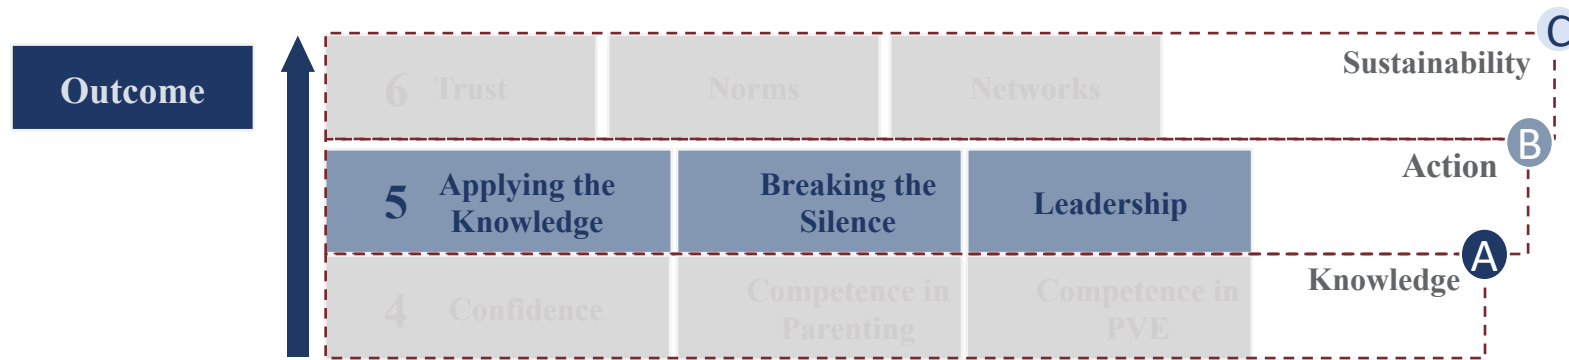 Outcome
6 Trust Norms Networks
Sustainability
C
B
Action
5 Applying the Knowledge
Breaking the Silence
Leadership
A
Knowledge
4 Confidence
Competence in Parenting
Competence in PVE